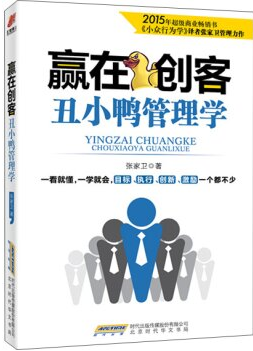 2015年超级商业畅销书
《小众行为学》译者张家卫管理力作
赢在创客
丑小鸭管理学
YINGZAI CHUANGKE
CHOUXIAOYA GUANLIXUE
张家卫 著
一看就懂,一学就会,目标、执行、创新、激励一个都不少
时代出版传媒股份有限公司
北京时代华文书局
赢在创客
丑小鸭管理学